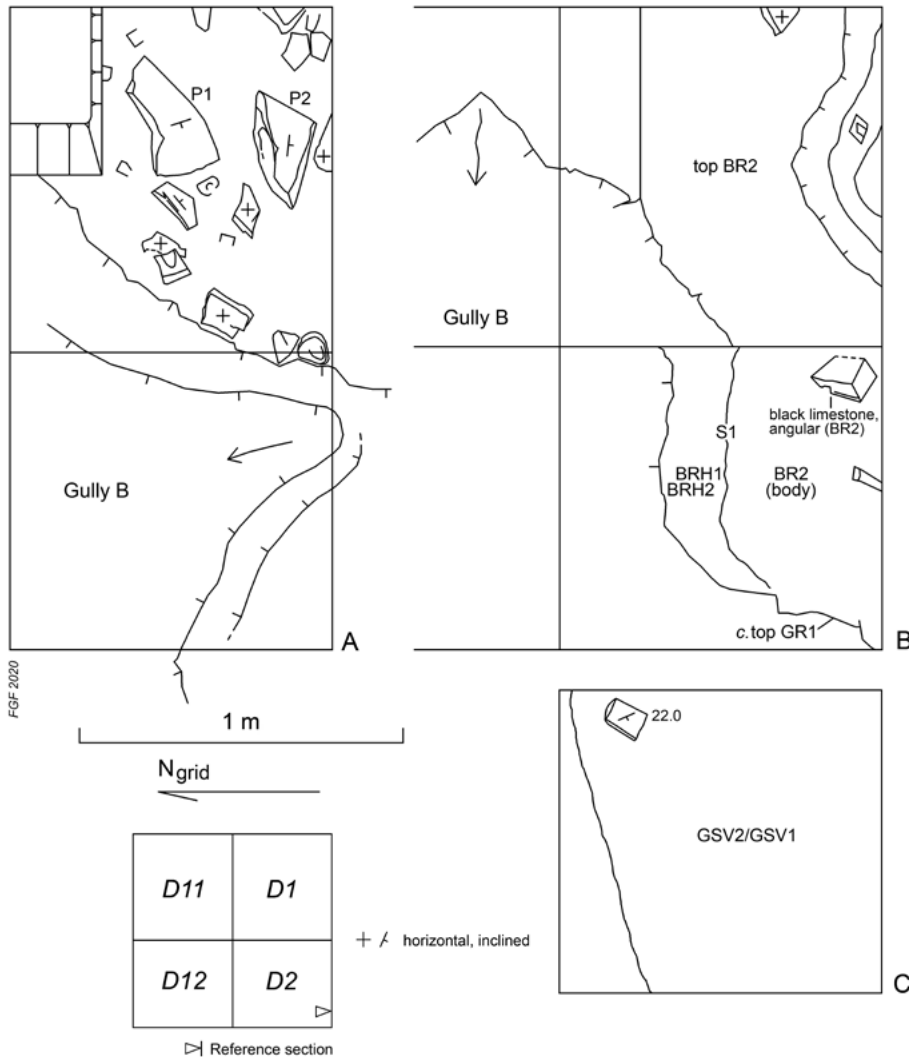 P1
P2
top BR2
Gully B
Gully B
black limestone,
angular (BR2)
S1
BRH1
BRH2
BR2
(body)
c. top GR1
A
B
FGF 2020
1 m
Ngrid
22.0
GSV2/GSV1
C
D11
D1
D12
D2
horizontal, inclined
Reference section